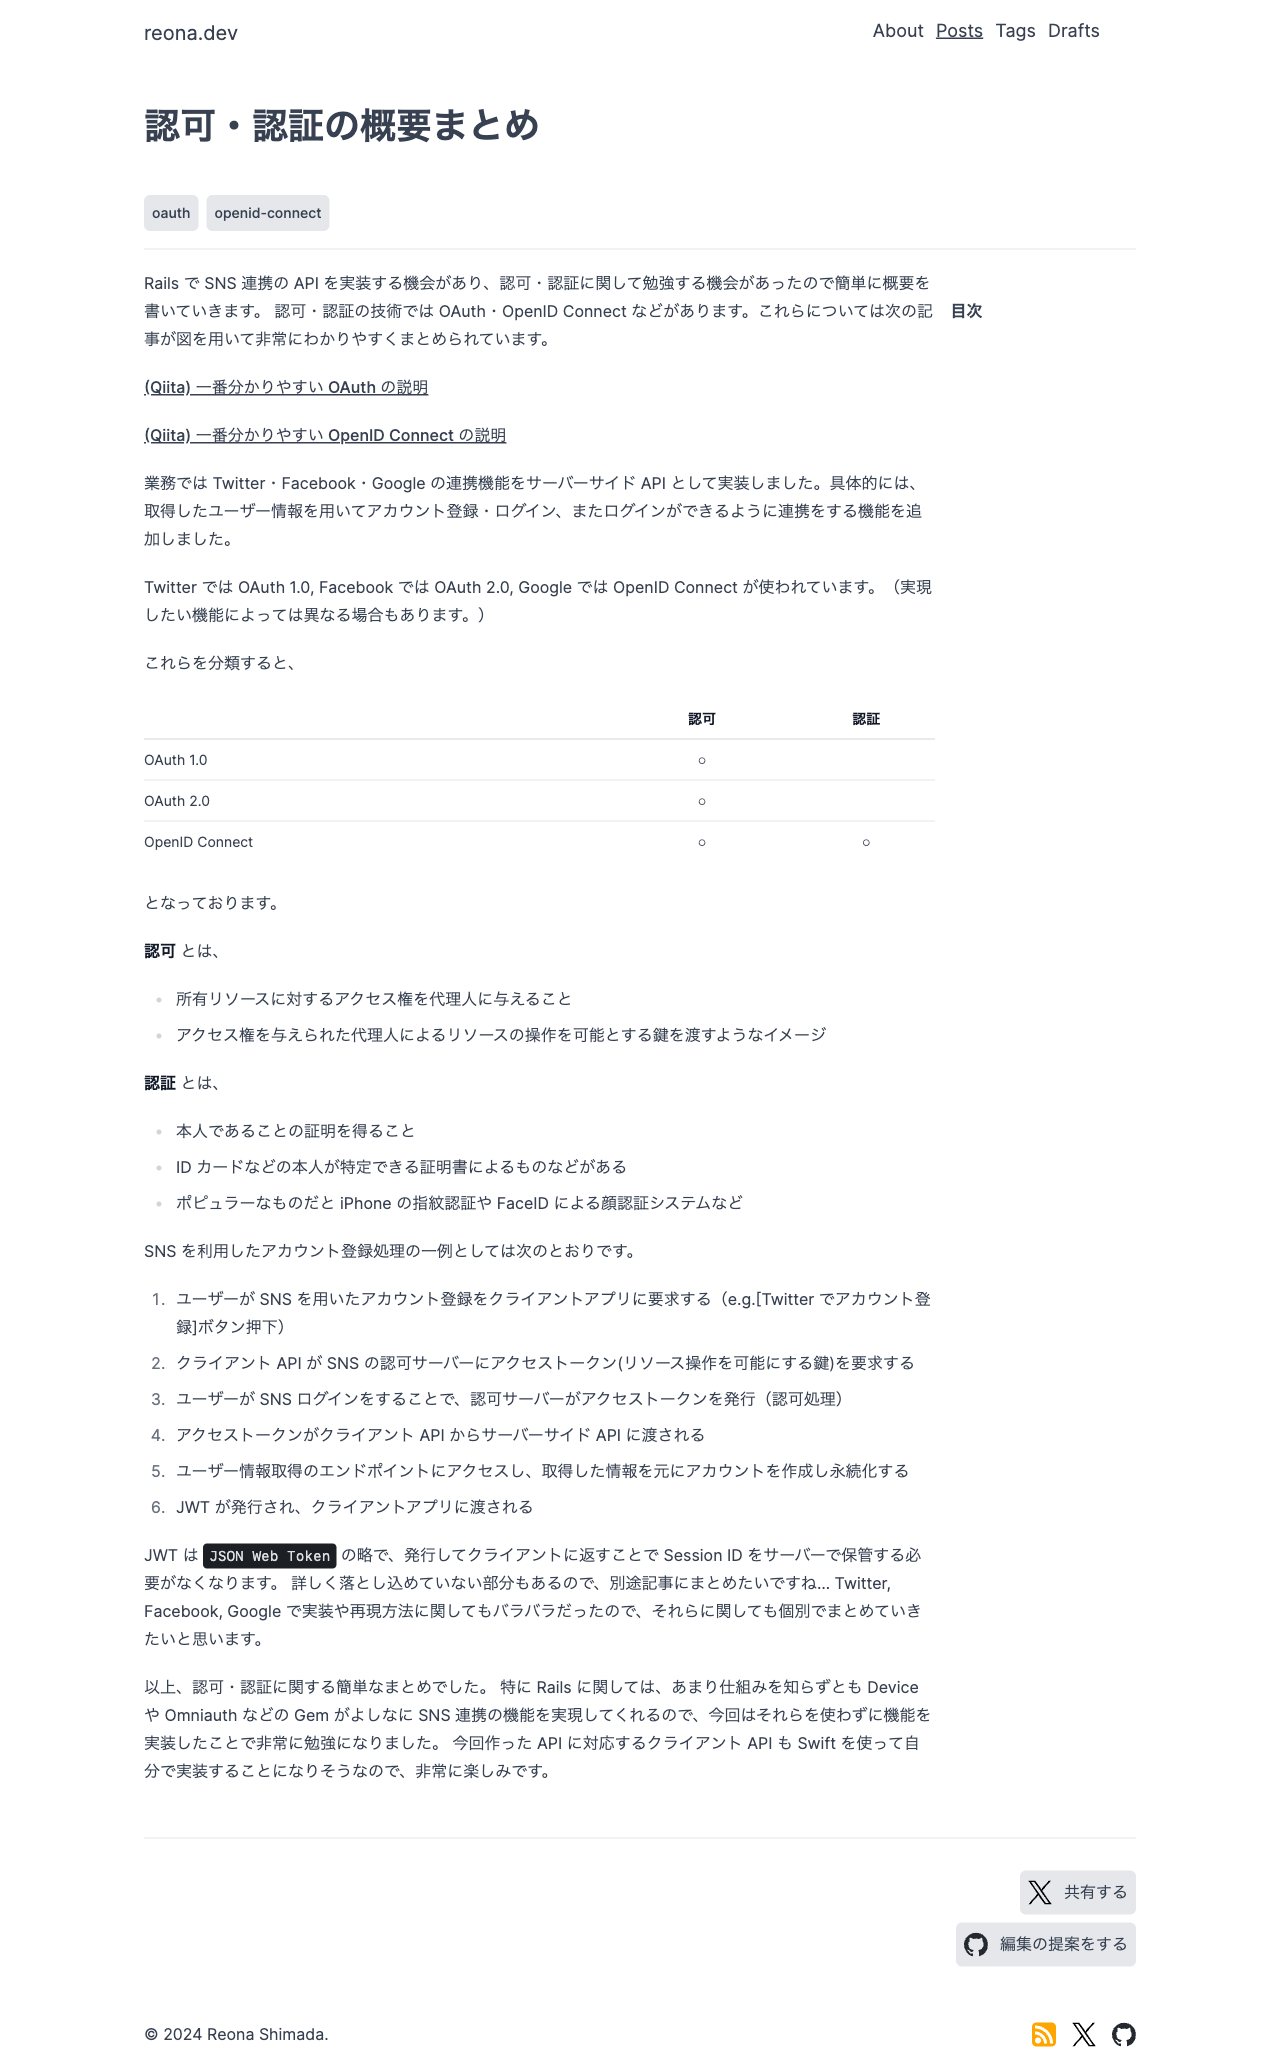 reona.dev
About Posts Tags Drafts
認可・認証の概要まとめ
oauth openid-connect
Rails で SNS 連携の API を実装する機会があり、認可・認証に関して勉強する機会があったので簡単に概要を
書いていきます。 認可・認証の技術では OAuth・OpenID Connect などがあります。これらについては次の記
事が図を用いて非常にわかりやすくまとめられています。
目次
(Qiita) 一番分かりやすい OAuth の説明
(Qiita) 一番分かりやすい OpenID Connect の説明
業務では Twitter・Facebook・Google の連携機能をサーバーサイド API として実装しました。具体的には、
取得したユーザー情報を用いてアカウント登録・ログイン、またログインができるように連携をする機能を追
加しました。
Twitter では OAuth 1.0, Facebook では OAuth 2.0, Google では OpenID Connect が使われています。（実現
したい機能によっては異なる場合もあります。）
これらを分類すると、
認可 認証
OAuth 1.0 ○
OAuth 2.0 ○
OpenID Connect ○ ○
となっております。
認可 とは、
• 所有リソースに対するアクセス権を代理人に与えること
• アクセス権を与えられた代理人によるリソースの操作を可能とする鍵を渡すようなイメージ
認証 とは、
• 本人であることの証明を得ること
• ID カードなどの本人が特定できる証明書によるものなどがある
• ポピュラーなものだと iPhone の指紋認証や FaceID による顔認証システムなど
SNS を利用したアカウント登録処理の一例としては次のとおりです。
1. ユーザーが SNS を用いたアカウント登録をクライアントアプリに要求する（e.g.[Twitter でアカウント登
録]ボタン押下）
2. クライアント API が SNS の認可サーバーにアクセストークン(リソース操作を可能にする鍵)を要求する
3. ユーザーが SNS ログインをすることで、認可サーバーがアクセストークンを発行（認可処理）
4. アクセストークンがクライアント API からサーバーサイド API に渡される
5. ユーザー情報取得のエンドポイントにアクセスし、取得した情報を元にアカウントを作成し永続化する
6. JWT が発行され、クライアントアプリに渡される
JWT は JSON Web Token の略で、発行してクライアントに返すことで Session ID をサーバーで保管する必
要がなくなります。 詳しく落とし込めていない部分もあるので、別途記事にまとめたいですね... Twitter,
Facebook, Google で実装や再現方法に関してもバラバラだったので、それらに関しても個別でまとめていき
たいと思います。
以上、認可・認証に関する簡単なまとめでした。 特に Rails に関しては、あまり仕組みを知らずとも Device
や Omniauth などの Gem がよしなに SNS 連携の機能を実現してくれるので、今回はそれらを使わずに機能を
実装したことで非常に勉強になりました。 今回作った API に対応するクライアント API も Swift を使って自
分で実装することになりそうなので、非常に楽しみです。
共有する
編集の提案をする
© 2024 Reona Shimada.